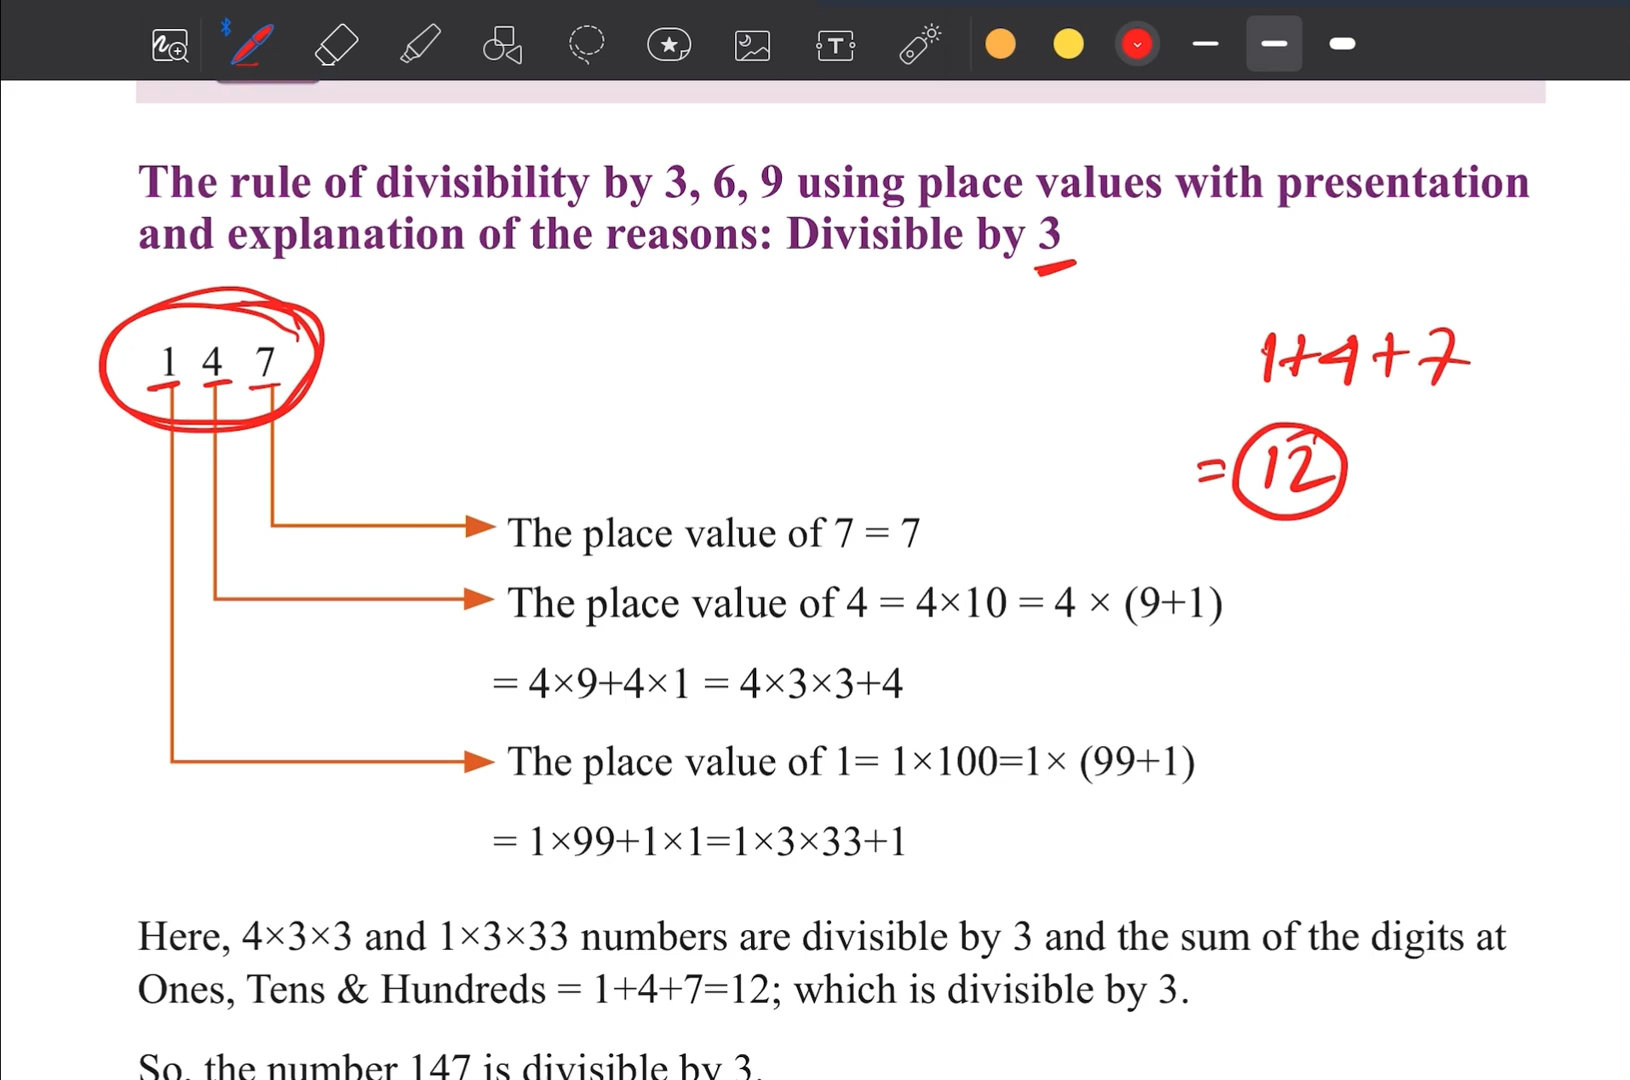 The rule of divisibility by 3, 6, 9 using place values with presentation
and explanation of the reasons: Divisible by 3
1 4 7
1+4+7
= 12
The place value of 7 = 7
The place value of 4 = 4×10 = 4 × (9+1)
= 4×9+4×1 = 4×3×3+4
The place value of 1= 1×100=1× (99+1)
= 1×99+1×1=1×3×33+1
Here, 4×3×3 and 1×3×33 numbers are divisible by 3 and the sum of the digits at
Ones, Tens & Hundreds = 1+4+7=12; which is divisible by 3.
So, the number 147 is divisible by 3.